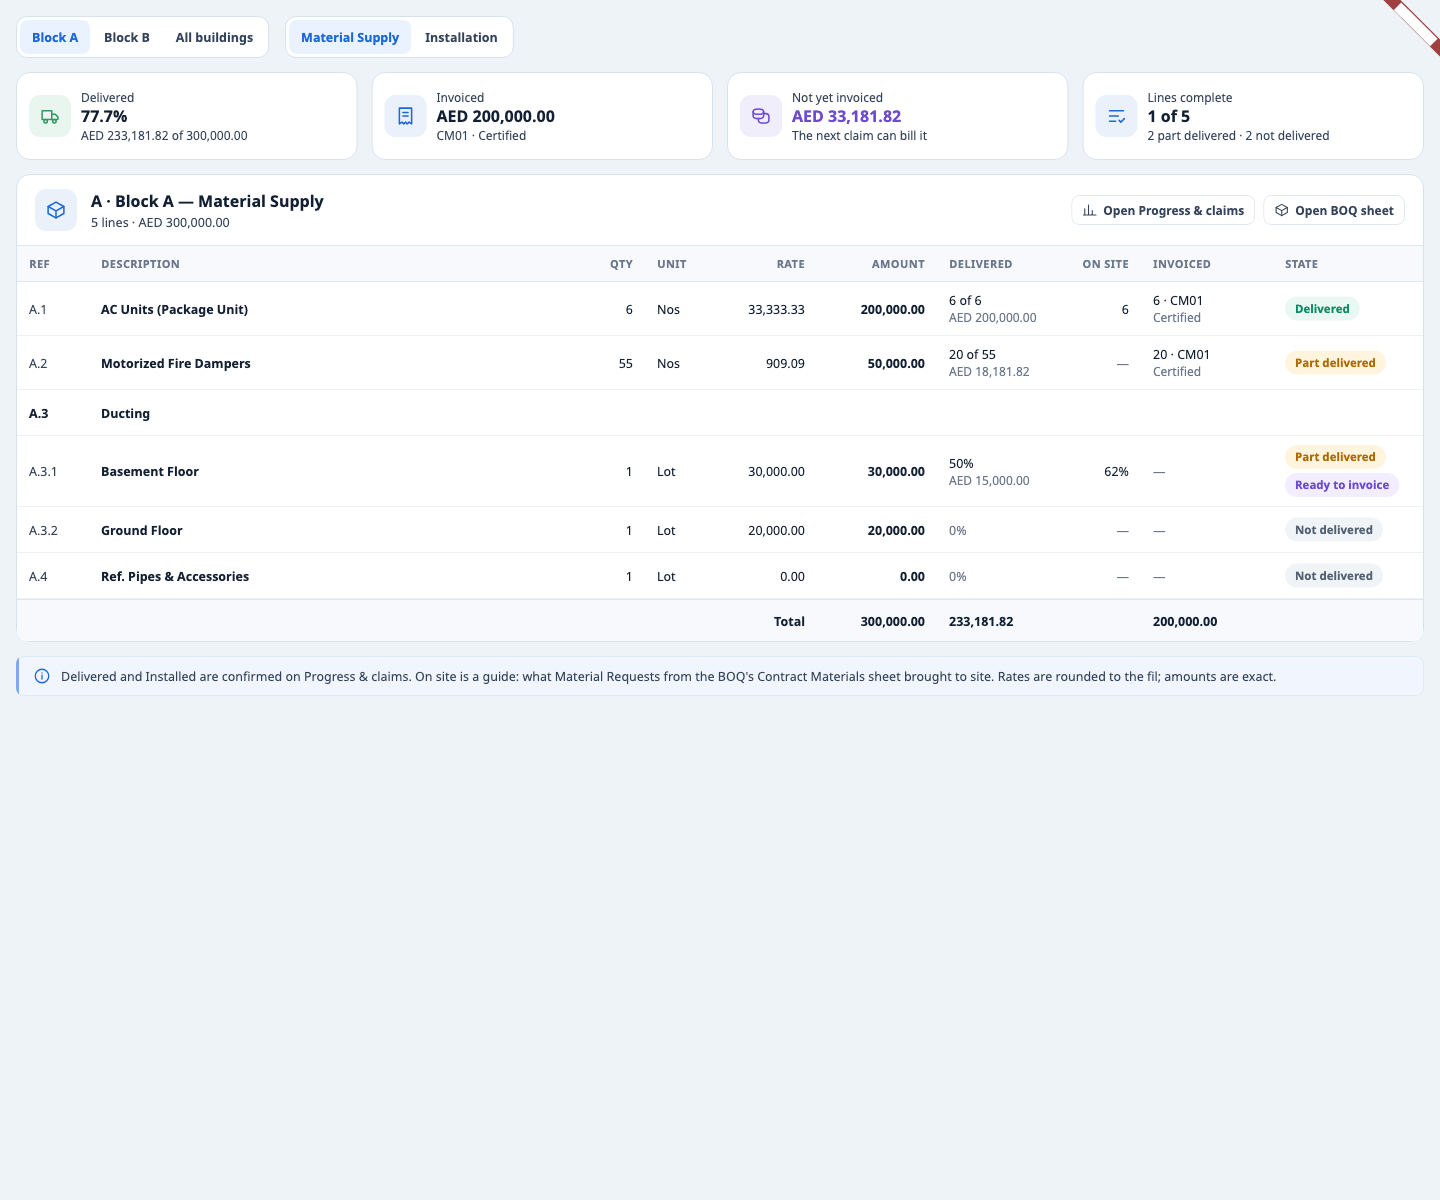 Block A Block B All buildings Material Supply Installation
Delivered
77.7%
AED 233,181.82 of 300,000.00
Invoiced
AED 200,000.00
CM01 · Certified
Not yet invoiced
AED 33,181.82
The next claim can bill it
Lines complete
1 of 5
2 part delivered · 2 not delivered
A · Block A — Material Supply
5 lines · AED 300,000.00
Open Progress & claims Open BOQ sheet
REF DESCRIPTION QTY UNIT RATE AMOUNT DELIVERED ON SITE INVOICED STATE
A.1 AC Units (Package Unit) 6 Nos 33,333.33 200,000.00 6 of 6 6 6 · CM01 Delivered
AED 200,000.00 Certified
A.2 Motorized Fire Dampers 55 Nos 909.09 50,000.00 20 of 55 — 20 · CM01 Part delivered
AED 18,181.82 Certified
A.3 Ducting
A.3.1 Basement Floor 1 Lot 30,000.00 30,000.00 50% 62% — Part delivered
AED 15,000.00 Ready to invoice
A.3.2 Ground Floor 1 Lot 20,000.00 20,000.00 0% — — Not delivered
A.4 Ref. Pipes & Accessories 1 Lot 0.00 0.00 0% — — Not delivered
Total 300,000.00 233,181.82 200,000.00
Delivered and Installed are confirmed on Progress & claims. On site is a guide: what Material Requests from the BOQ's Contract Materials sheet brought to site. Rates are rounded to the fil; amounts are exact.